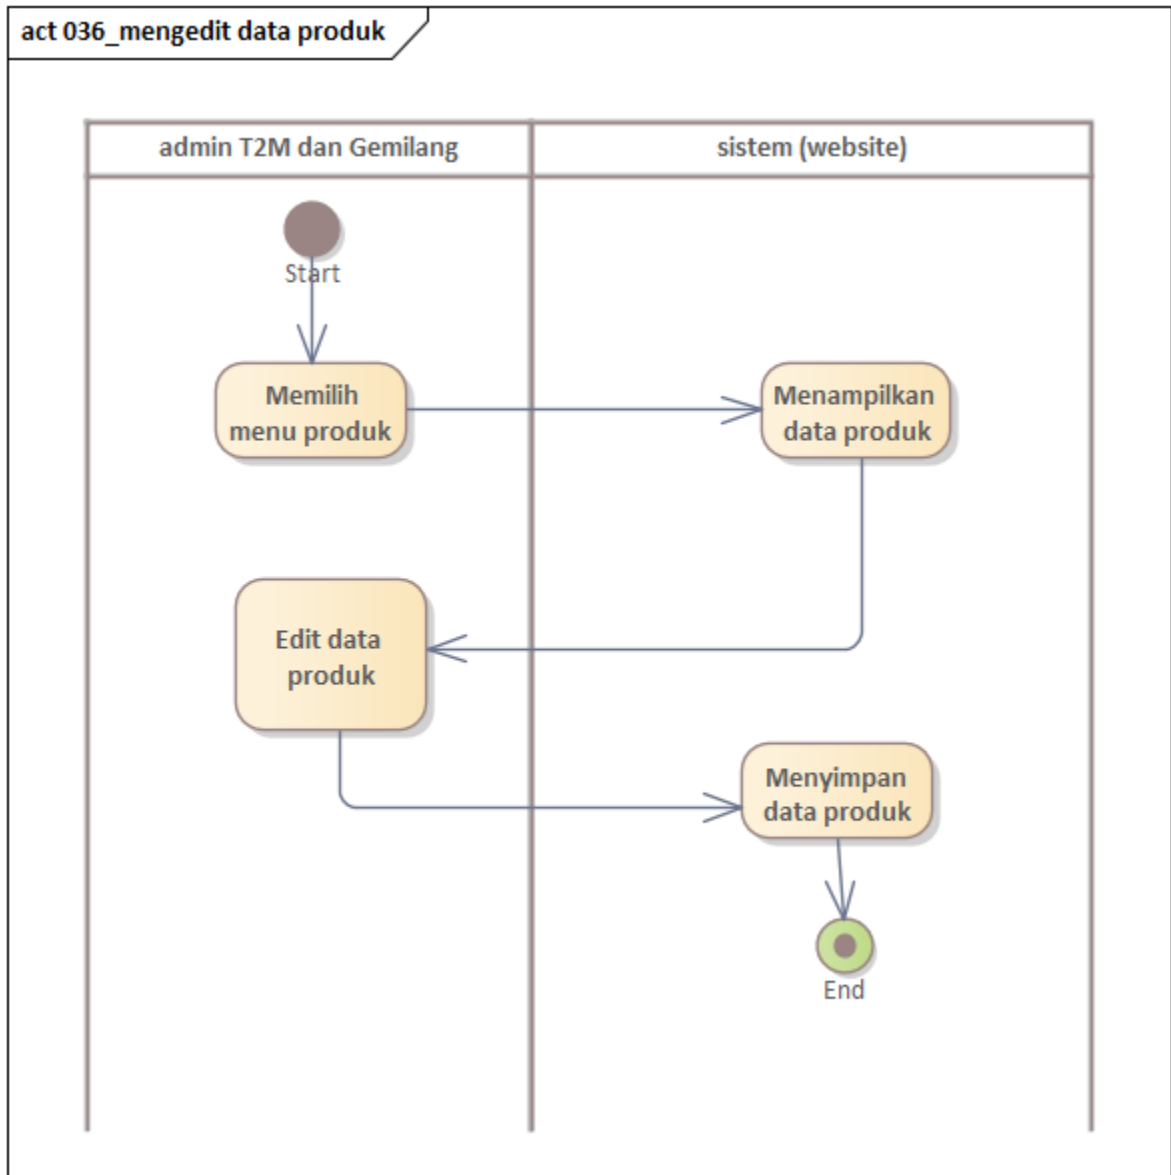 act 036_mengedit data produk
admin T2M dan Gemilang
sistem (website)
Start
Memilih
menu produk
Menampilkan
data produk
Edit data
produk
Menyimpan
data produk
End